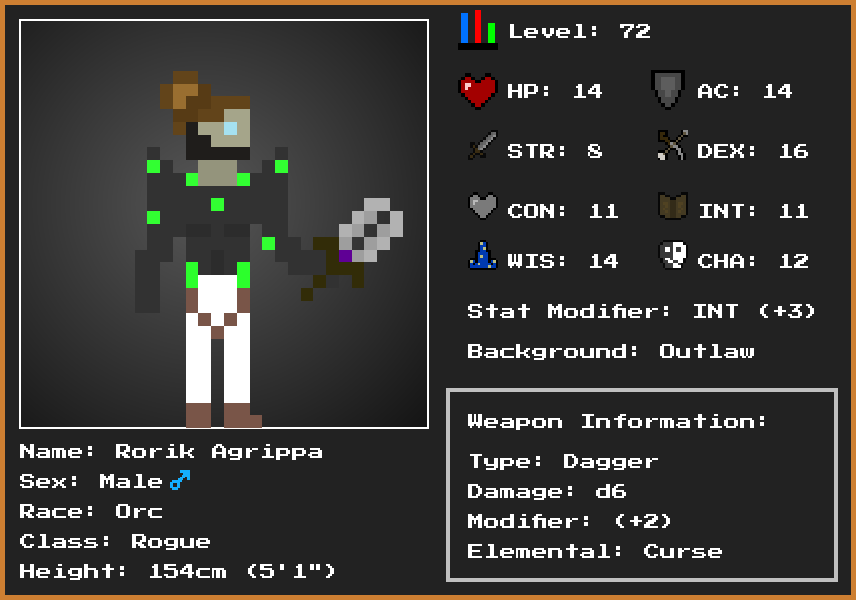 Level: 72
HP: 14
AC: 14
STR: 8
DEX: 16
CON: 11
INT: 11
WIS: 14
CHA: 12
Stat Modifier: INT (+3)
Background: Outlaw
Weapon Information:
Type: Dagger
Damage: d6
Modifier: (+2)
Elemental: Curse
Name: Rorik Agrippa
Sex: Male ♂
Race: Orc
Class: Rogue
Height: 154cm (5'1")